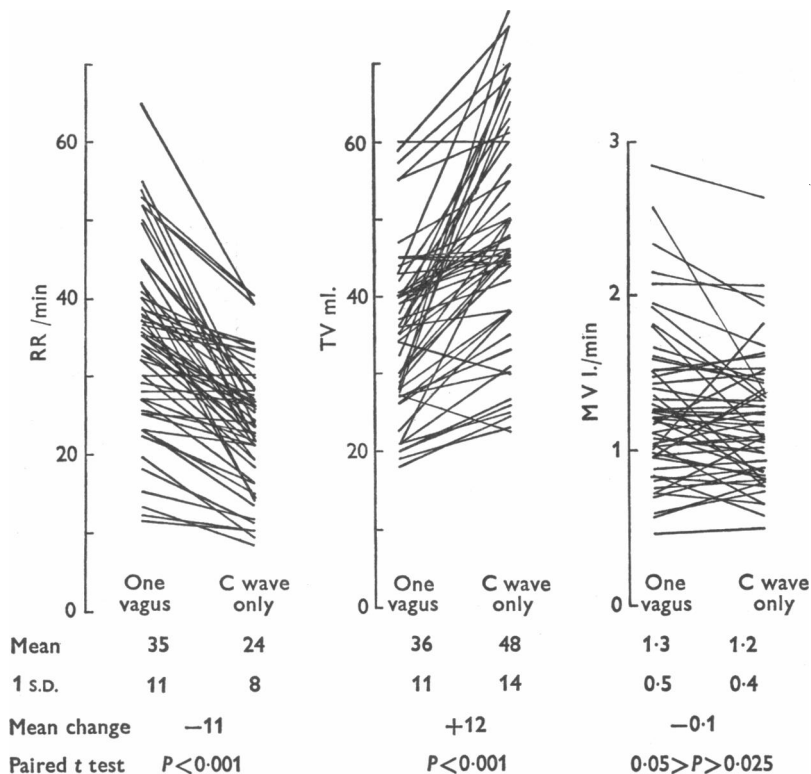 RR /min
60
40
20
0
One vagus
C wave only
TV ml.
60
40
20
0
One vagus
C wave only
M V l./min
3
2
1
0
One vagus
C wave only
Mean 35 24 36 48 1·3 1·2
1 S.D. 11 8 11 14 0·5 0·4
Mean change −11 +12 −0·1
Paired t test P<0·001 P<0·001 0·05>P>0·025